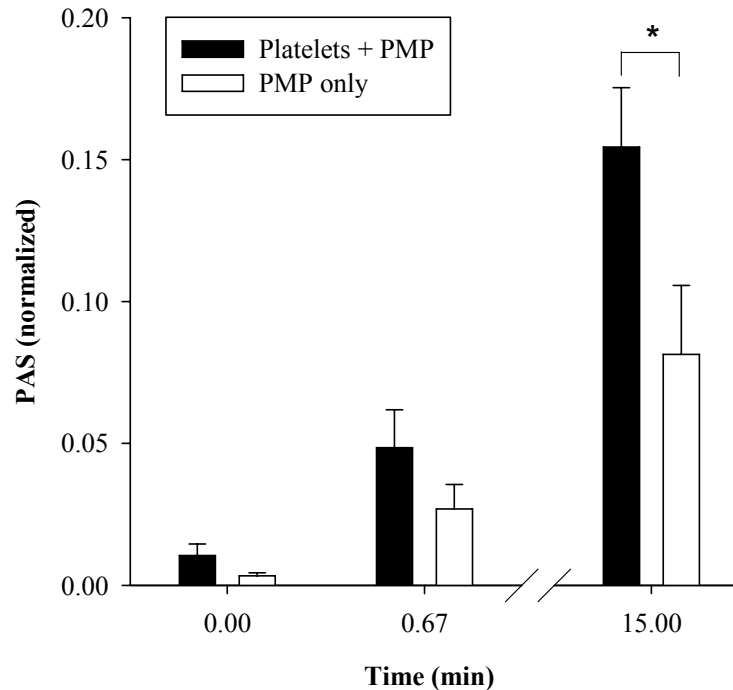 0.20
Platelets + PMP
PMP only
*
0.15
0.10
0.05
0.00
PAS (normalized)
0.00 0.67 15.00
Time (min)